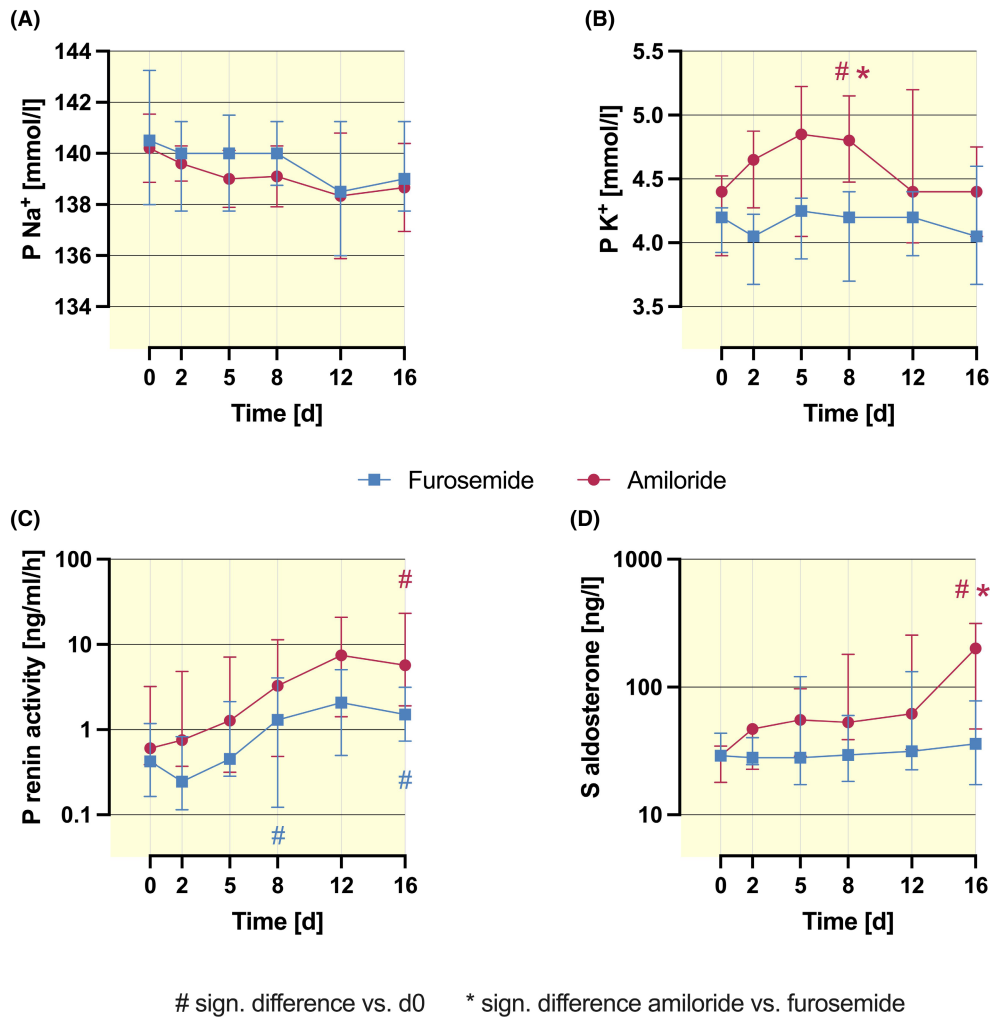 (A)
(B)
P Na⁺ [mmol/l]
144
142
140
138
136
134
0 2 5 8 12 16
Time [d]
P K⁺ [mmol/l]
5.5
5.0
4.5
4.0
3.5
# *
0 2 5 8 12 16
Time [d]
Furosemide Amiloride
(C)
(D)
P renin activity [ng/ml/h]
100
10
1
0.1
#
#
#
0 2 5 8 12 16
Time [d]
S aldosterone [ng/l]
1000
100
10
# *
0 2 5 8 12 16
Time [d]
# sign. difference vs. d0 * sign. difference amiloride vs. furosemide